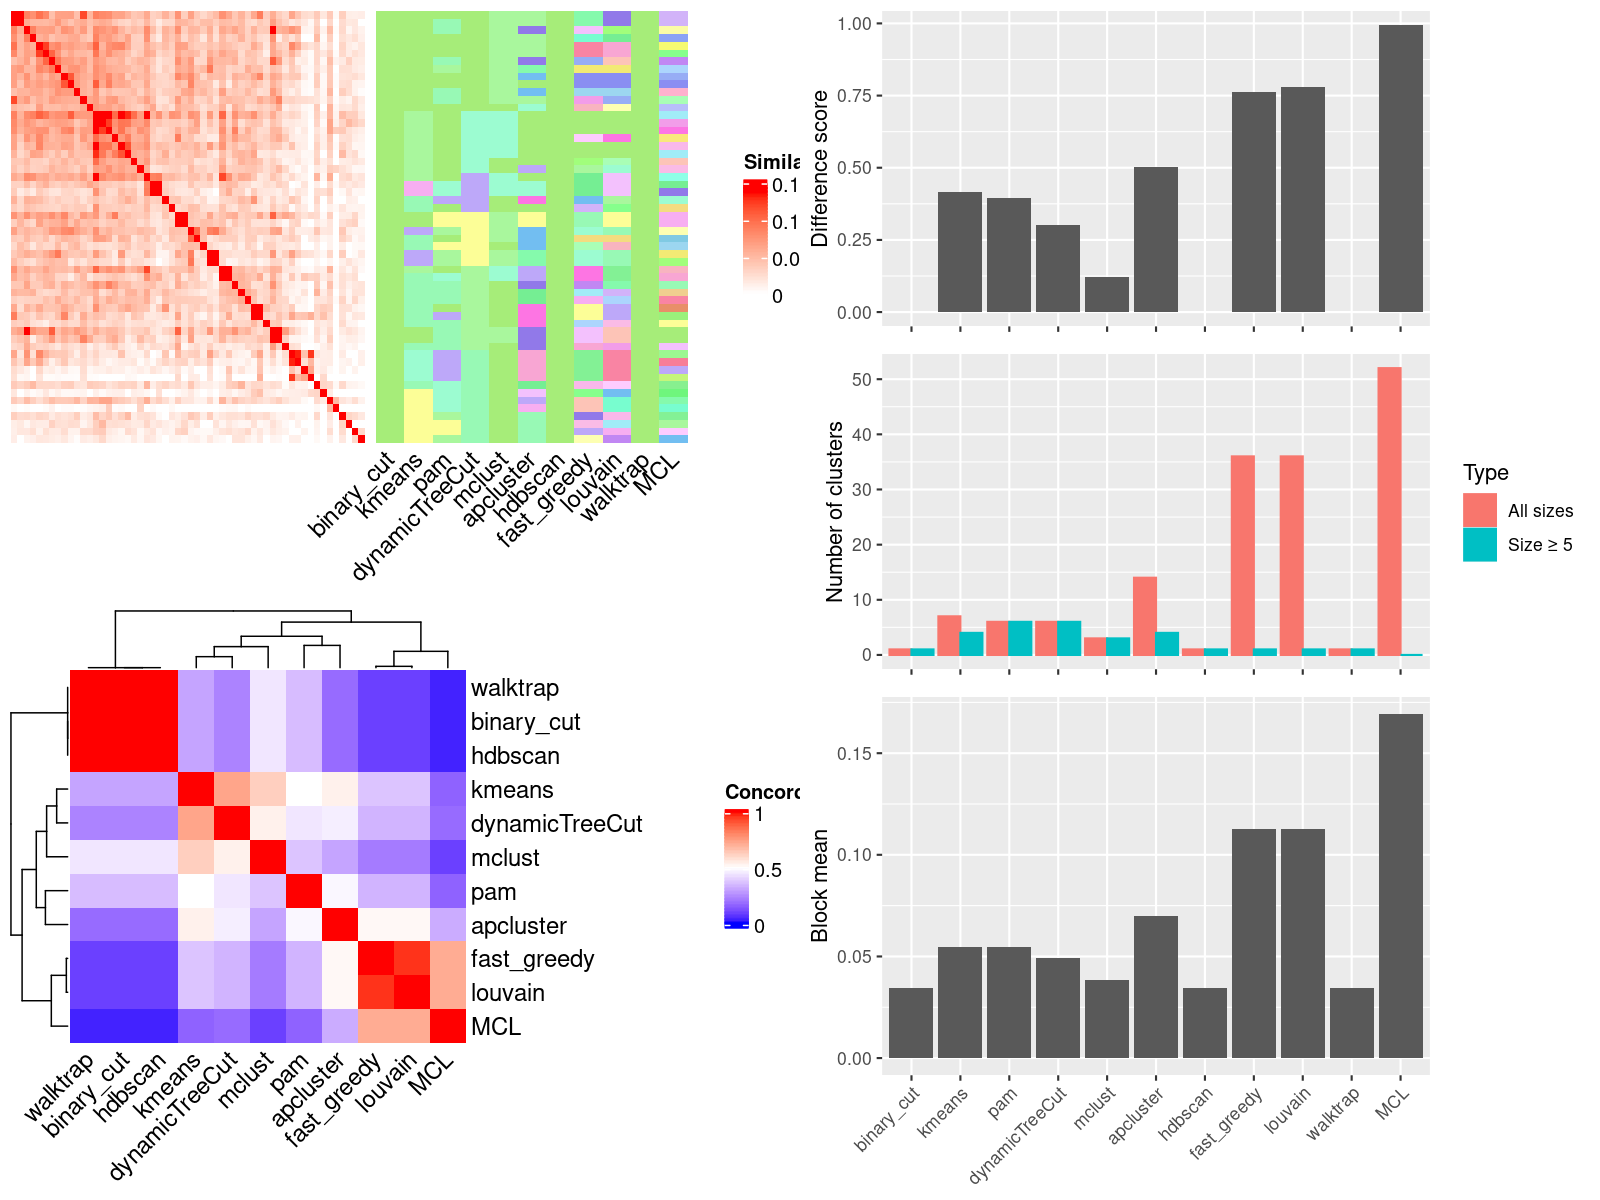 Simila
0.1
0.1
0.0
0
binary_cut
kmeans
pam
dynamicTreeCut
mclust
apcluster
hdbscan
fast_greedy
louvain
walktrap
MCL
walktrap
binary_cut
hdbscan
kmeans
dynamicTreeCut
mclust
pam
apcluster
fast_greedy
louvain
MCL
walktrap
binary_cut
hdbscan
kmeans
dynamicTreeCut
mclust
pam
apcluster
fast_greedy
louvain
MCL
Concord
1
0.5
0
Difference score
1.00
0.75
0.50
0.25
0.00
Number of clusters
50
40
30
20
10
0
Type
All sizes
Size ≥ 5
Block mean
0.15
0.10
0.05
0.00
binary_cut
kmeans
pam
dynamicTreeCut
mclust
apcluster
hdbscan
fast_greedy
louvain
walktrap
MCL